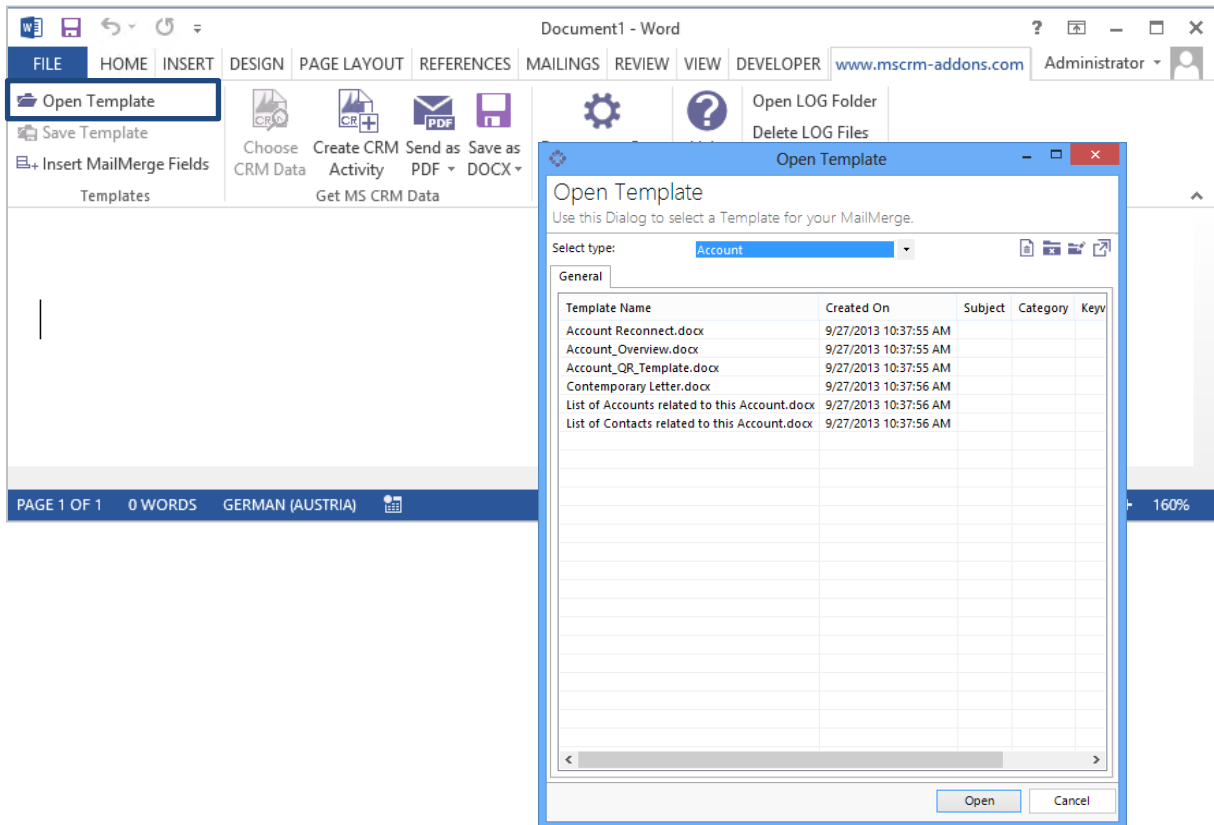 Document1 - Word
FILE HOME INSERT DESIGN PAGE LAYOUT REFERENCES MAILINGS REVIEW VIEW DEVELOPER www.mscrm-addons.com Administrator
Open Template
Save Template
Insert MailMerge Fields
Templates
Choose CRM Data
Create CRM Activity
Send as PDF
Save as DOCX
Get MS CRM Data
Open LOG Folder
Delete LOG Files
Open Template
Open Template
Use this Dialog to select a Template for your MailMerge.
Select type: Account
General
Template Name Created On Subject Category Keyw
Account Reconnect.docx 9/27/2013 10:37:55 AM
Account_Overview.docx 9/27/2013 10:37:55 AM
Account_QR_Template.docx 9/27/2013 10:37:55 AM
Contemporary Letter.docx 9/27/2013 10:37:56 AM
List of Accounts related to this Account.docx 9/27/2013 10:37:56 AM
List of Contacts related to this Account.docx 9/27/2013 10:37:56 AM
Open Cancel
PAGE 1 OF 1 0 WORDS GERMAN (AUSTRIA) 160%